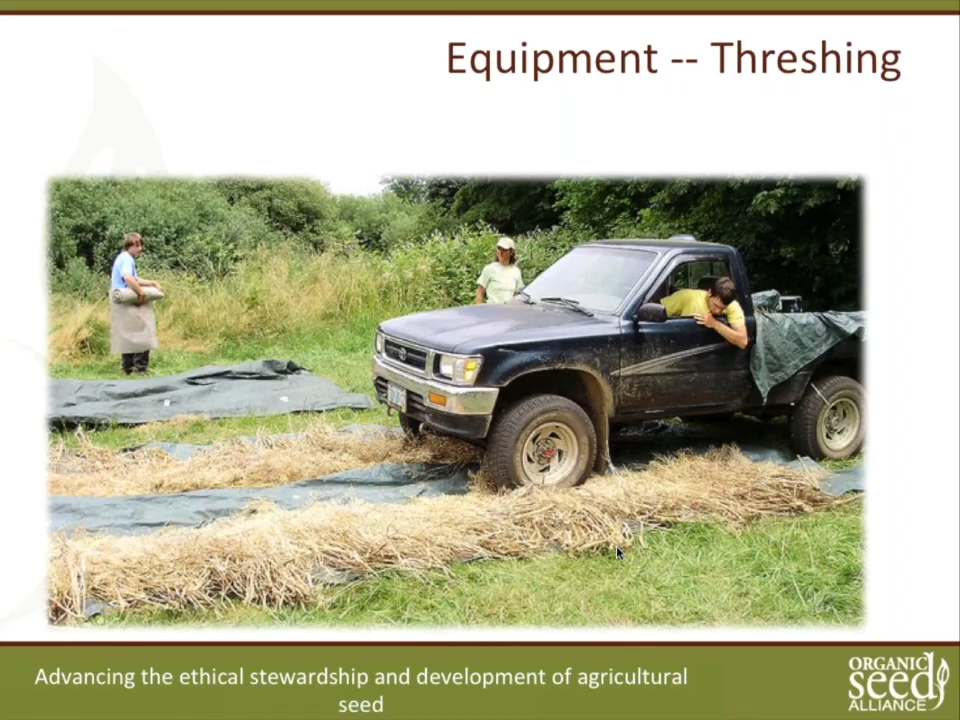 Equipment -- Threshing
Advancing the ethical stewardship and development of agricultural
seed
ORGANIC
seed
ALLIANCE